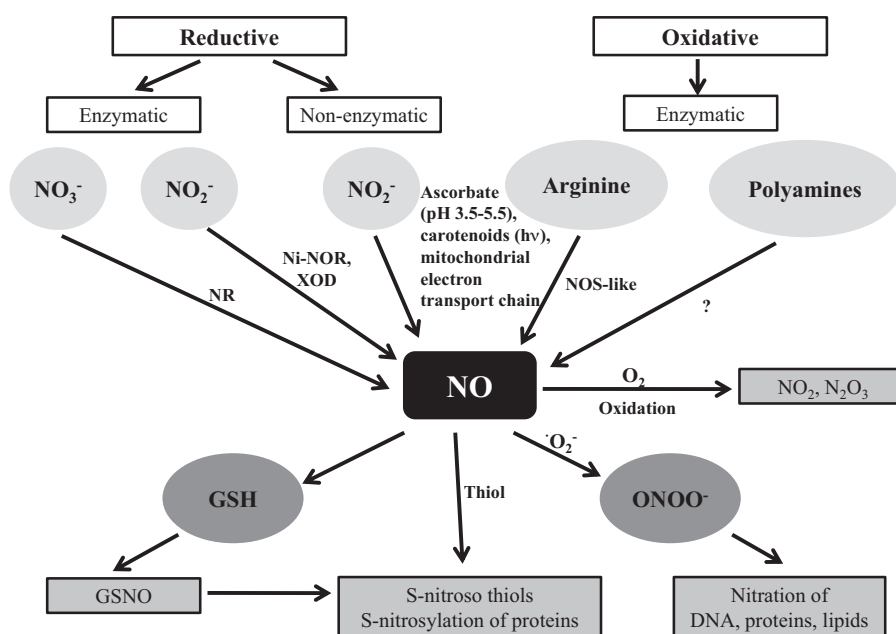 Reductive
Oxidative
Enzymatic
Non-enzymatic
Enzymatic
NO₃⁻
NO₂⁻
NO₂⁻
Ascorbate
(pH 3.5-5.5),
carotenoids (hν),
mitochondrial
electron
transport chain
Arginine
Polyamines
NR
Ni-NOR,
XOD
NOS-like
?
NO
O₂
Oxidation
NO₂, N₂O₃
GSH
Thiol
·O₂⁻
ONOO⁻
GSNO
S-nitroso thiols
S-nitrosylation of proteins
Nitration of
DNA, proteins, lipids